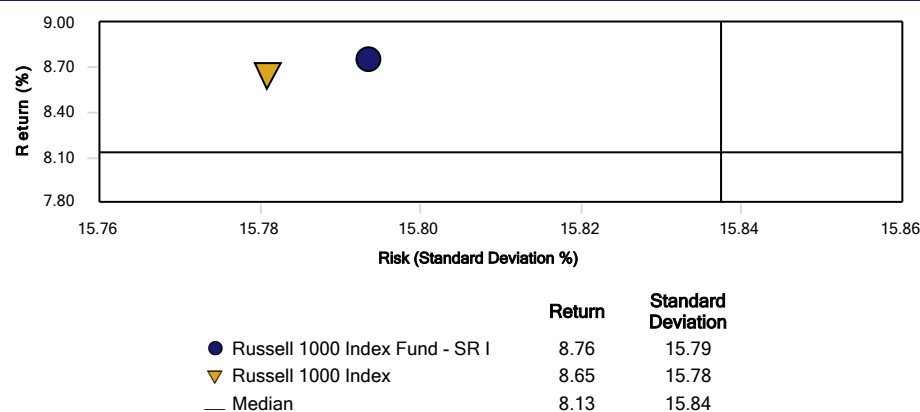 9.00
8.70
8.40
8.10
7.80
Return (%)
15.76 15.78 15.80 15.82 15.84 15.86
Risk (Standard Deviation %)
Return Standard Deviation
Russell 1000 Index Fund - SR I 8.76 15.79
Russell 1000 Index 8.65 15.78
Median 8.13 15.84